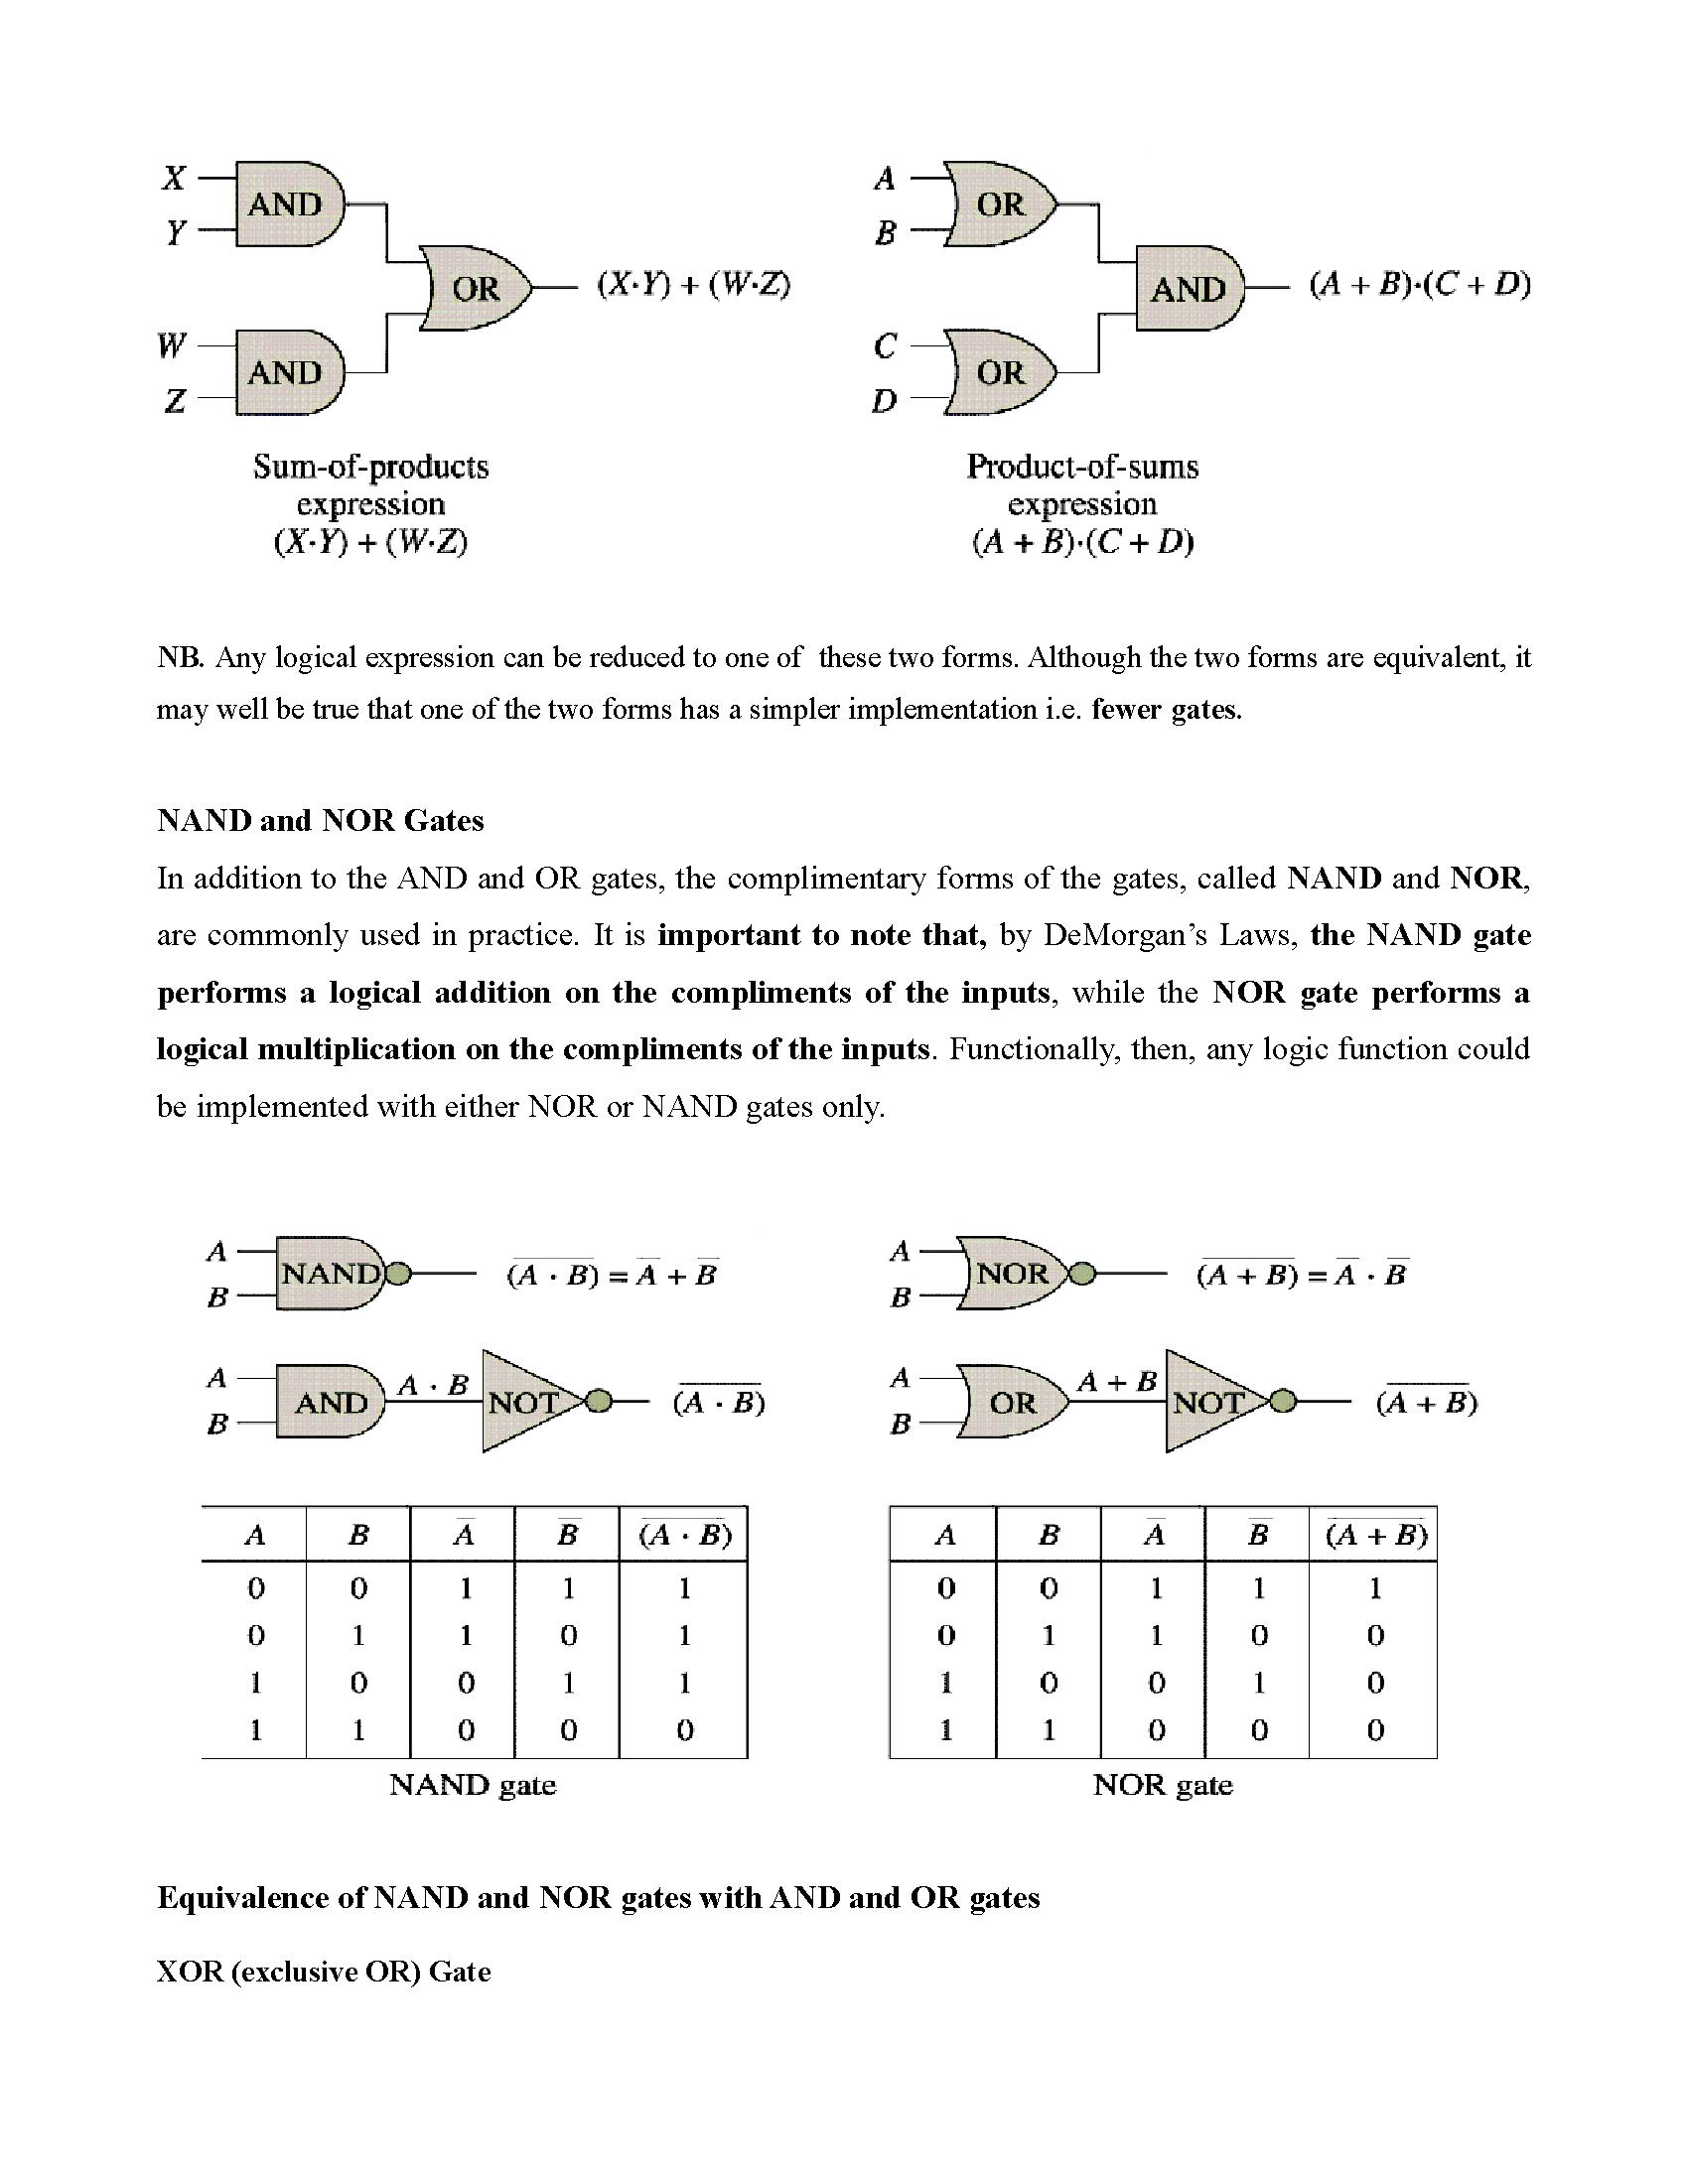 X
AND
Y
OR
(X·Y) + (W·Z)
W
AND
Z
Sum-of-products
expression
(X·Y) + (W·Z)
A
OR
B
AND
(A + B)·(C + D)
C
OR
D
Product-of-sums
expression
(A + B)·(C + D)
NB. Any logical expression can be reduced to one of these two forms. Although the two forms are equivalent, it
may well be true that one of the two forms has a simpler implementation i.e. fewer gates.
NAND and NOR Gates
In addition to the AND and OR gates, the complimentary forms of the gates, called NAND and NOR,
are commonly used in practice. It is important to note that, by DeMorgan’s Laws, the NAND gate
performs a logical addition on the compliments of the inputs, while the NOR gate performs a
logical multiplication on the compliments of the inputs. Functionally, then, any logic function could
be implemented with either NOR or NAND gates only.
A
B
NAND
(A · B)̅ = A̅ + B̅
A
B
AND
A · B
NOT
(A · B)̅
A B A̅ B̅ (A · B)̅
0 0 1 1 1
0 1 1 0 1
1 0 0 1 1
1 1 0 0 0
NAND gate
A
B
NOR
(A + B)̅ = A̅ · B̅
A
B
OR
A + B
NOT
(A + B)̅
A B A̅ B̅ (A + B)̅
0 0 1 1 1
0 1 1 0 0
1 0 0 1 0
1 1 0 0 0
NOR gate
Equivalence of NAND and NOR gates with AND and OR gates
XOR (exclusive OR) Gate